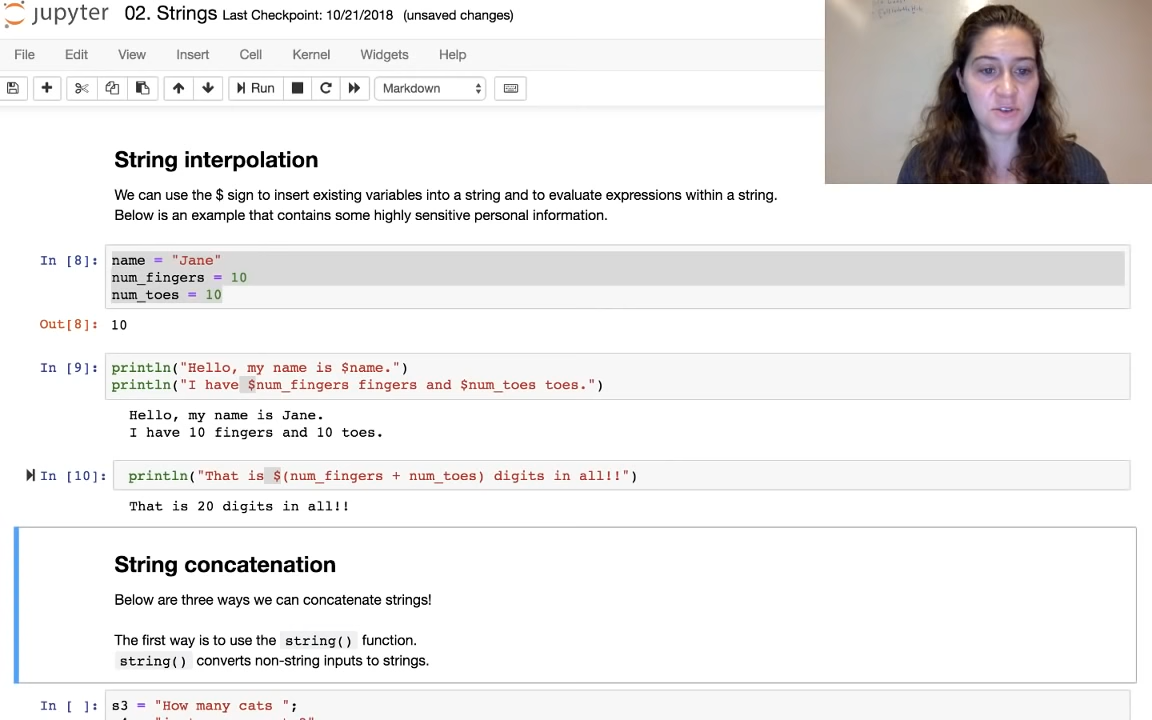 jupyter 02. Strings Last Checkpoint: 10/21/2018 (unsaved changes)
File Edit View Insert Cell Kernel Widgets Help
Run Markdown
String interpolation
We can use the $ sign to insert existing variables into a string and to evaluate expressions within a string.
Below is an example that contains some highly sensitive personal information.
In [8]: name = "Jane"
num_fingers = 10
num_toes = 10
Out[8]: 10
In [9]: println("Hello, my name is $name.")
println("I have $num_fingers fingers and $num_toes toes.")
Hello, my name is Jane.
I have 10 fingers and 10 toes.
In [10]: println("That is $(num_fingers + num_toes) digits in all!!")
That is 20 digits in all!!
String concatenation
Below are three ways we can concatenate strings!
The first way is to use the string() function.
string() converts non-string inputs to strings.
In [ ]: s3 = "How many cats ";